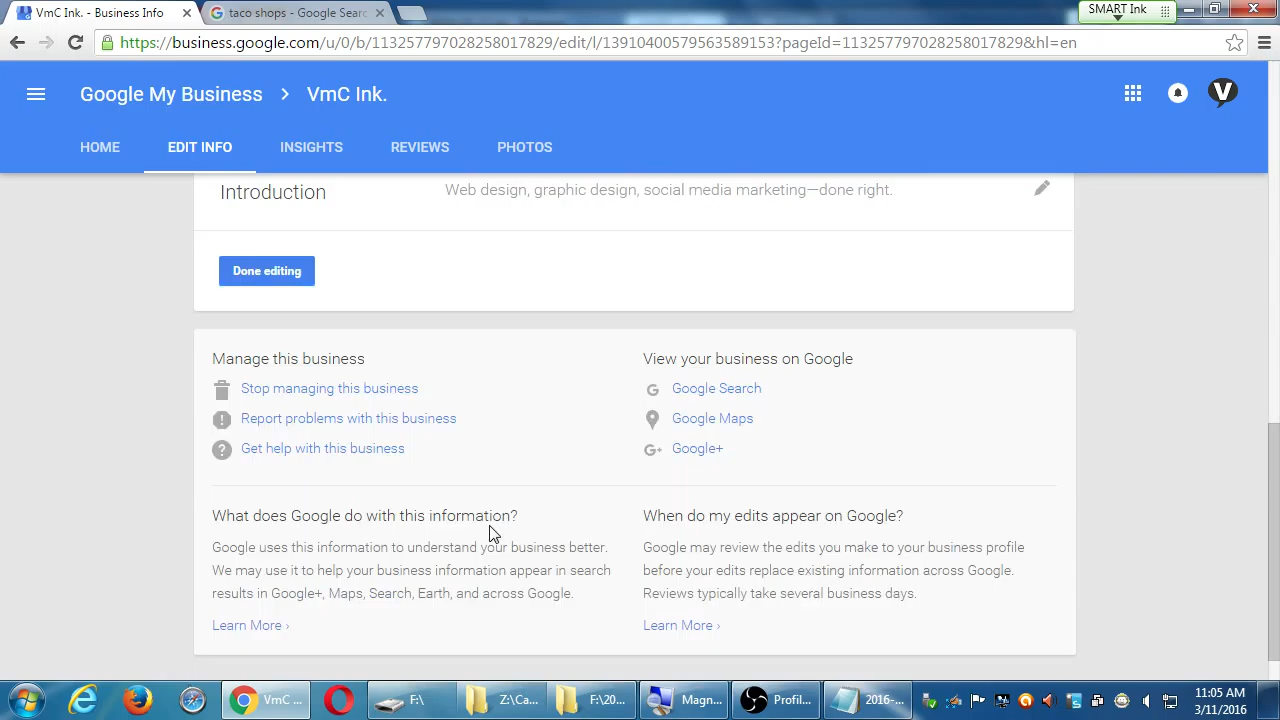 VmC Ink. - Business Info
taco shops - Google Searc
SMART Ink
https://business.google.com/u/0/b/113257797028258017829/edit/l/13910400579563589153?pageId=113257797028258017829&hl=en
Google My Business > VmC Ink.
V
HOME EDIT INFO INSIGHTS REVIEWS PHOTOS
Introduction Web design, graphic design, social media marketing—done right.
Done editing
Manage this business
Stop managing this business
Report problems with this business
Get help with this business
View your business on Google
Google Search
Google Maps
Google+
What does Google do with this information?
Google uses this information to understand your business better.
We may use it to help your business information appear in search
results in Google+, Maps, Search, Earth, and across Google.
Learn More ›
When do my edits appear on Google?
Google may review the edits you make to your business profile
before your edits replace existing information across Google.
Reviews typically take several business days.
Learn More ›
VmC ... F:\ Z:\Ca... F:\20... Magn... Profil... 2016-...
11:05 AM
3/11/2016